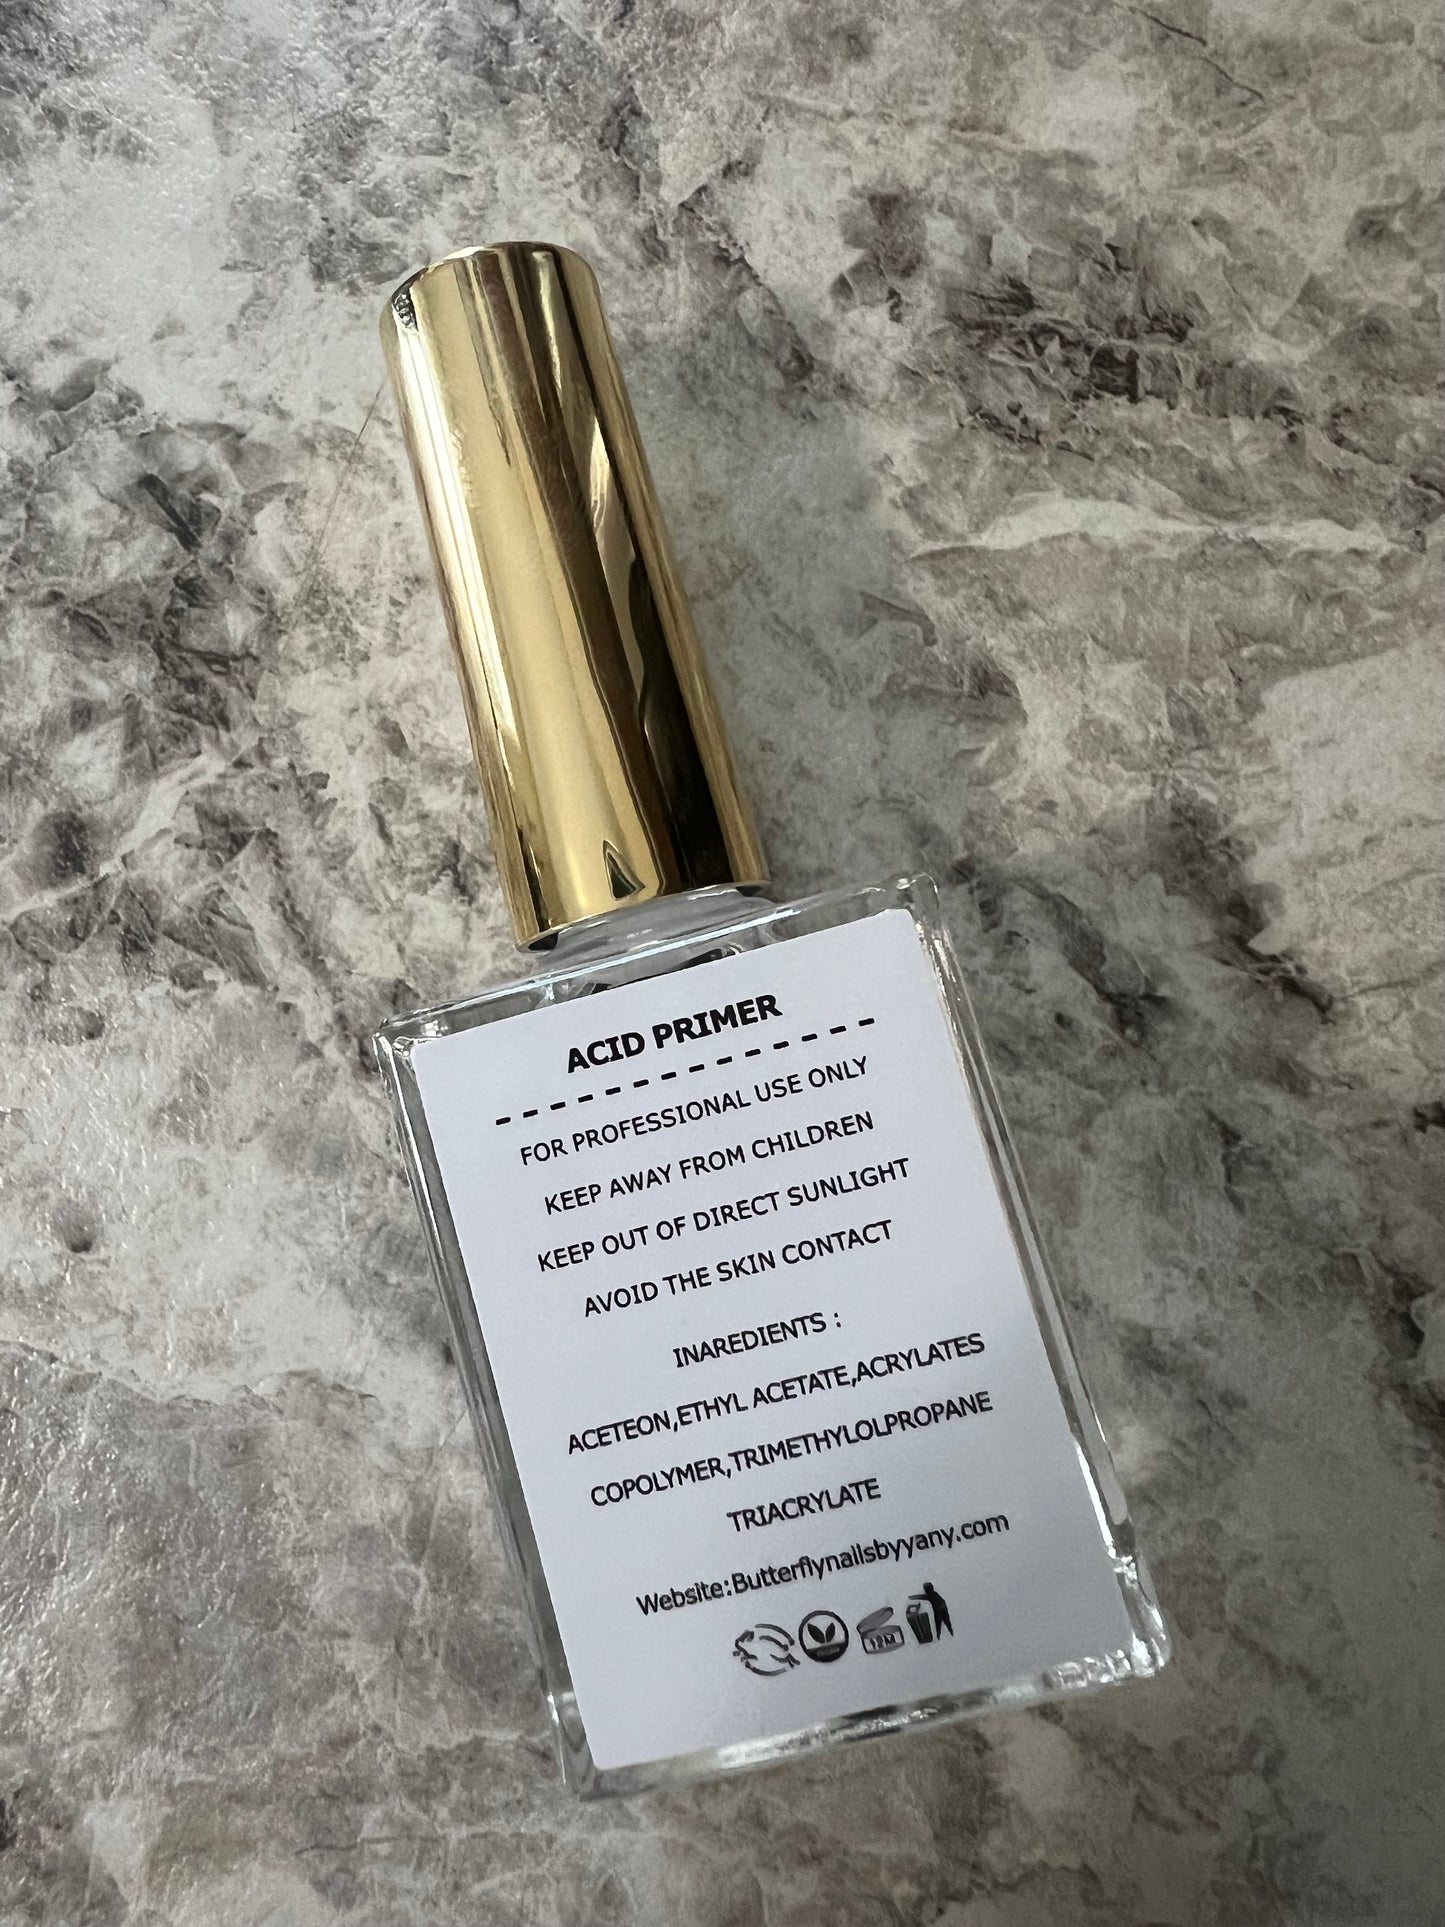 ACID PRIMER
FOR PROFESSIONAL USE ONLY
KEEP AWAY FROM CHILDREN
KEEP OUT OF DIRECT SUNLIGHT
AVOID THE SKIN CONTACT
INAREDIENTS :
ACETEON,ETHYL ACETATE,ACRYLATES
COPOLYMER,TRIMETHYLOLPROPANE
TRIACRYLATE
Website:Butterflynailsbyyany.com
12M